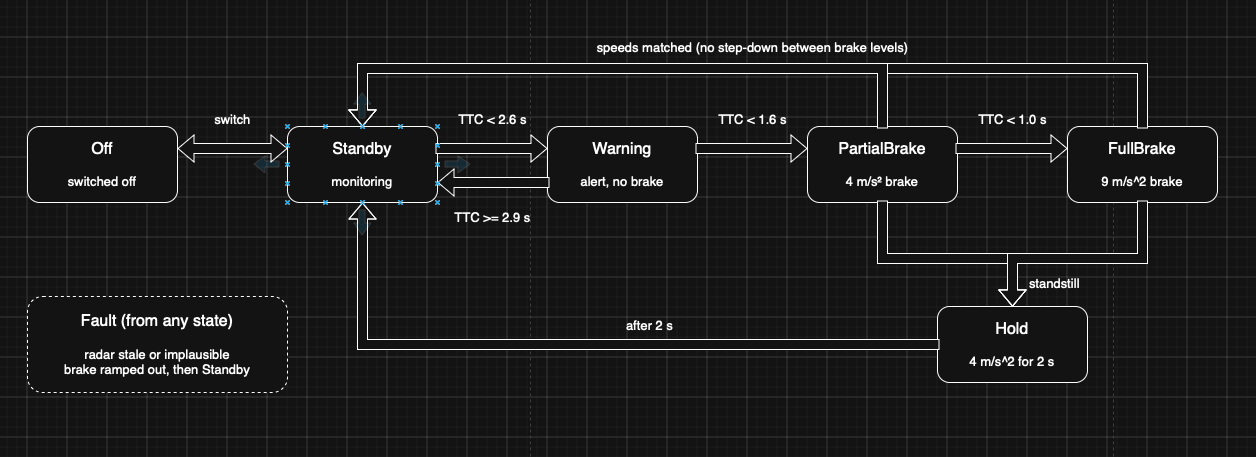 speeds matched (no step-down between brake levels)
switch
TTC < 2.6 s
TTC < 1.6 s
TTC < 1.0 s
Off
switched off
Standby
monitoring
Warning
alert, no brake
PartialBrake
4 m/s² brake
FullBrake
9 m/s^2 brake
TTC >= 2.9 s
standstill
Fault (from any state)
radar stale or implausible
brake ramped out, then Standby
after 2 s
Hold
4 m/s^2 for 2 s